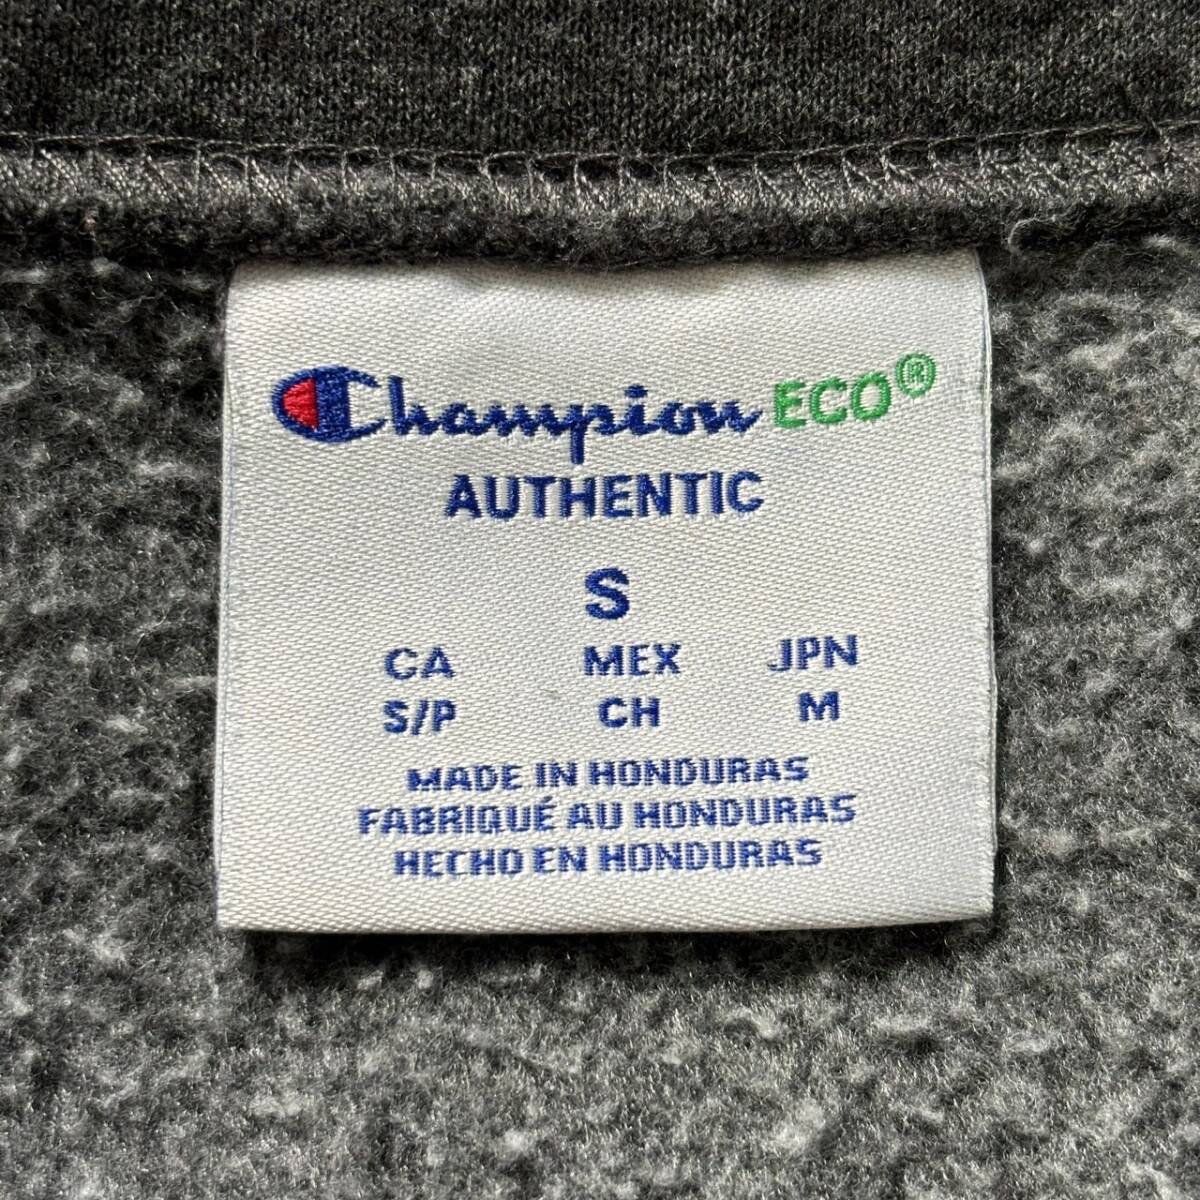 Champion ECO®
AUTHENTIC
S
CA MEX JPN
S/P CH M
MADE IN HONDURAS
FABRIQUÉ AU HONDURAS
HECHO EN HONDURAS